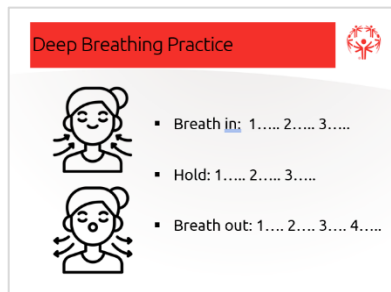 Deep Breathing Practice
▪ Breath in: 1..... 2..... 3.....
▪ Hold: 1..... 2..... 3.....
▪ Breath out: 1.... 2.... 3.... 4.....